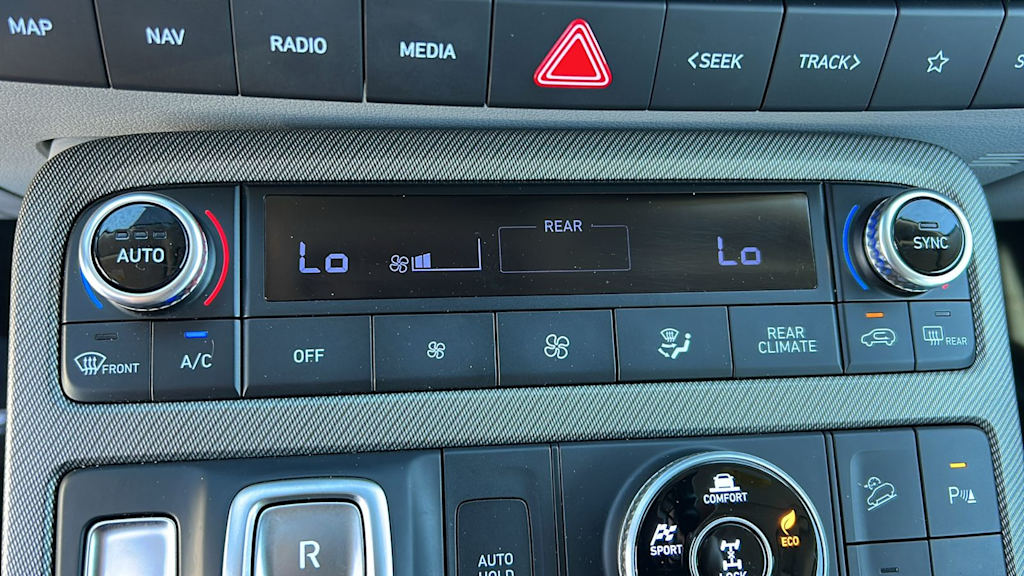 MAP
NAV
RADIO
MEDIA
<SEEK
TRACK>
S
AUTO
Lo
REAR
Lo
SYNC
FRONT
A/C
OFF
REAR
CLIMATE
REAR
R
AUTO
HOLD
COMFORT
SPORT
ECO
LOCK
P